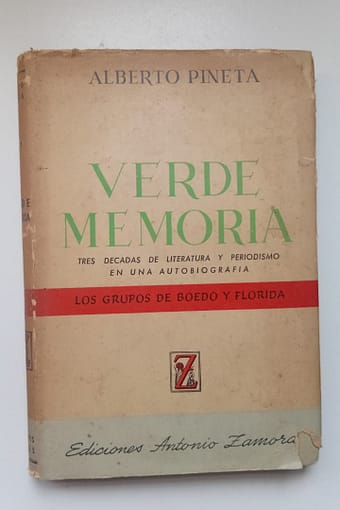 ALBERTO PINETA
VERDE
MEMORIA
TRES DECADAS DE LITERATURA Y PERIODISMO
EN UNA AUTOBIOGRAFIA
LOS GRUPOS DE BOEDO Y FLORIDA
Z
Ediciones Antonio Zamora